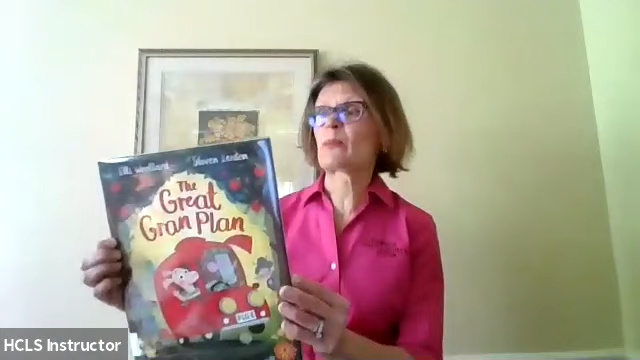 Elli Woollard Steven Lenton
The
Great
Gran Plan
HCLS Instructor